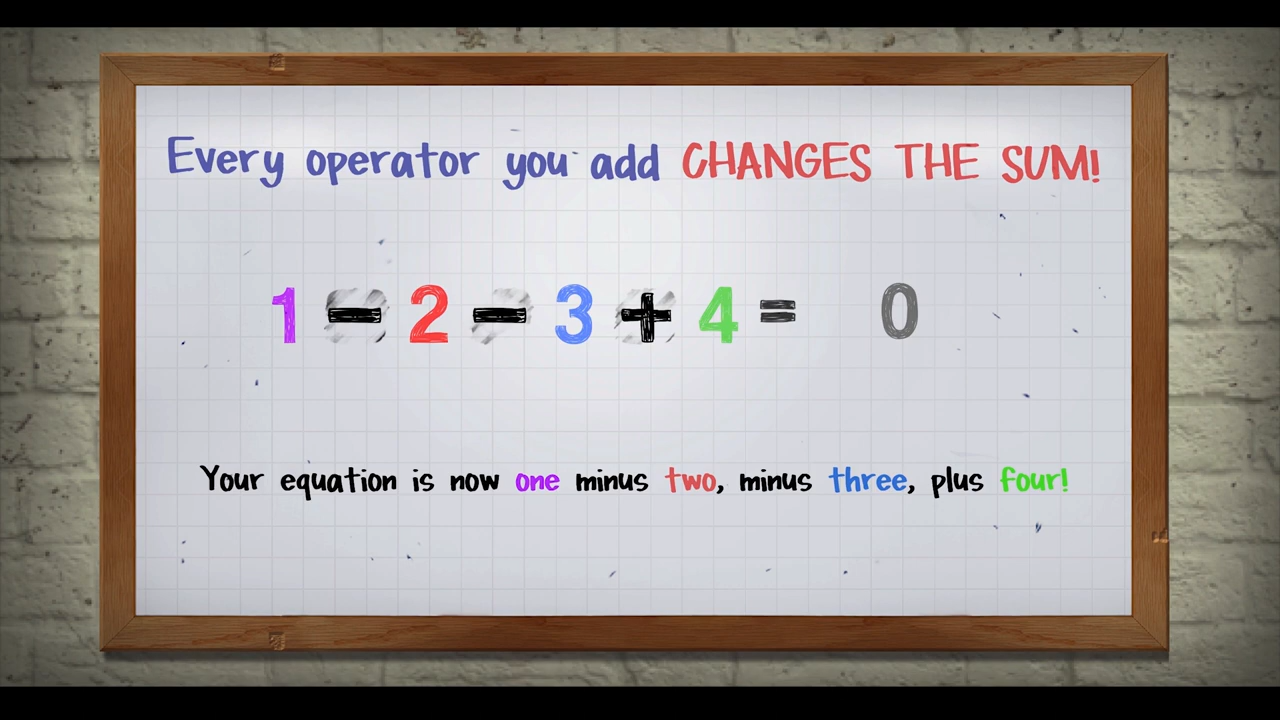 Every operator you add CHANGES THE SUM!
1 - 2 - 3 + 4 = 0
Your equation is now one minus two, minus three, plus four!